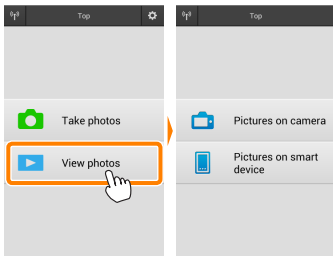 Top
Take photos
View photos
Top
Pictures on camera
Pictures on smart
device